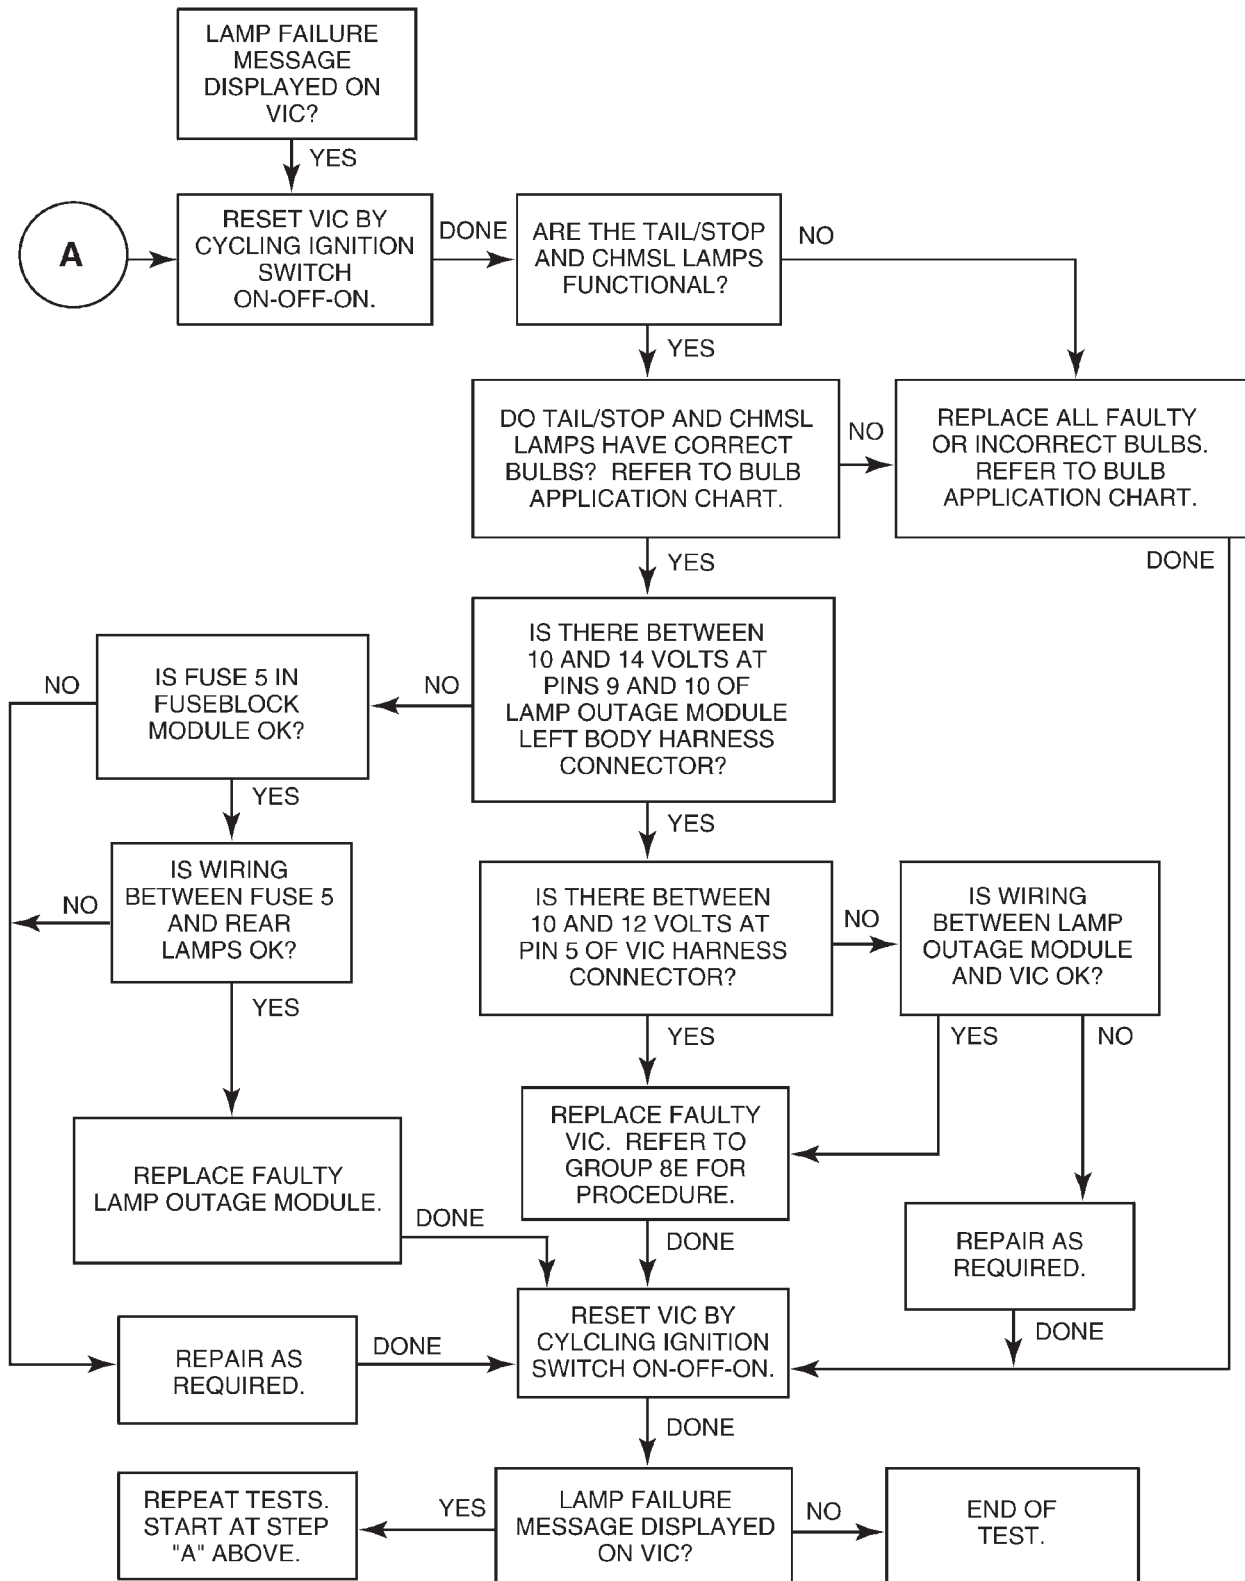 LAMP FAILURE
MESSAGE
DISPLAYED ON
VIC?
YES
A
RESET VIC BY
CYCLING IGNITION
SWITCH
ON-OFF-ON.
DONE
ARE THE TAIL/STOP
AND CHMSL LAMPS
FUNCTIONAL?
NO
YES
DO TAIL/STOP AND CHMSL
LAMPS HAVE CORRECT
BULBS? REFER TO BULB
APPLICATION CHART.
NO
REPLACE ALL FAULTY
OR INCORRECT BULBS.
REFER TO BULB
APPLICATION CHART.
YES
DONE
IS THERE BETWEEN
10 AND 14 VOLTS AT
PINS 9 AND 10 OF
LAMP OUTAGE MODULE
LEFT BODY HARNESS
CONNECTOR?
NO
IS FUSE 5 IN
FUSEBLOCK
MODULE OK?
NO
YES
YES
IS WIRING
BETWEEN FUSE 5
AND REAR
LAMPS OK?
NO
YES
IS THERE BETWEEN
10 AND 12 VOLTS AT
PIN 5 OF VIC HARNESS
CONNECTOR?
NO
IS WIRING
BETWEEN LAMP
OUTAGE MODULE
AND VIC OK?
YES
YES
NO
REPLACE FAULTY
LAMP OUTAGE MODULE.
DONE
REPLACE FAULTY
VIC. REFER TO
GROUP 8E FOR
PROCEDURE.
DONE
REPAIR AS
REQUIRED.
DONE
REPAIR AS
REQUIRED.
DONE
RESET VIC BY
CYLCLING IGNITION
SWITCH ON-OFF-ON.
DONE
REPEAT TESTS.
START AT STEP
"A" ABOVE.
YES
LAMP FAILURE
MESSAGE DISPLAYED
ON VIC?
NO
END OF
TEST.